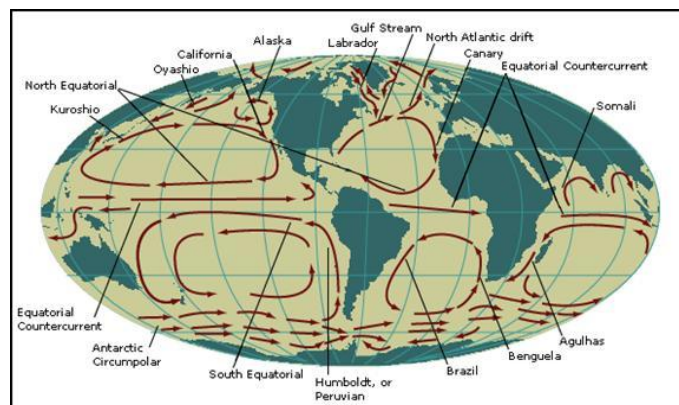 Gulf Stream
Alaska
Labrador
North Atlantic drift
California
Canary
Oyashio
Equatorial Countercurrent
North Equatorial
Somali
Kuroshio
Equatorial
Countercurrent
Antarctic
Circumpolar
South Equatorial
Humboldt, or
Peruvian
Brazil
Benguela
Agulhas